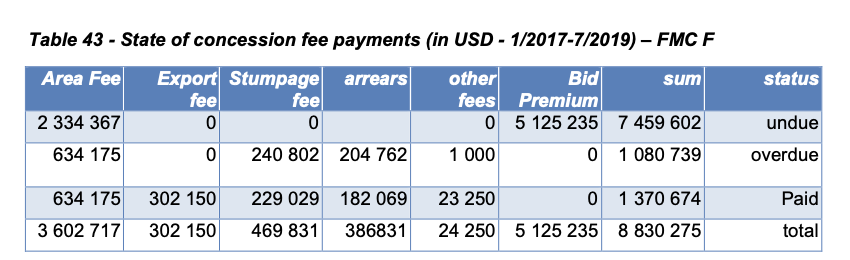 Table 43 - State of concession fee payments (in USD - 1/2017-7/2019) – FMC F
Area Fee Export fee Stumpage fee arrears other fees Bid Premium sum status
2 334 367 0 0 0 5 125 235 7 459 602 undue
634 175 0 240 802 204 762 1 000 0 1 080 739 overdue
634 175 302 150 229 029 182 069 23 250 0 1 370 674 Paid
3 602 717 302 150 469 831 386831 24 250 5 125 235 8 830 275 total